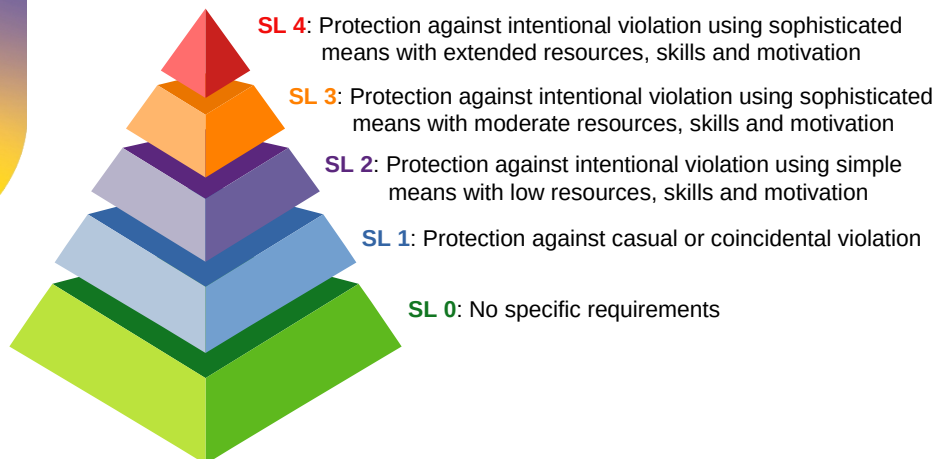 SL 4: Protection against intentional violation using sophisticated
means with extended resources, skills and motivation
SL 3: Protection against intentional violation using sophisticated
means with moderate resources, skills and motivation
SL 2: Protection against intentional violation using simple
means with low resources, skills and motivation
SL 1: Protection against casual or coincidental violation
SL 0: No specific requirements